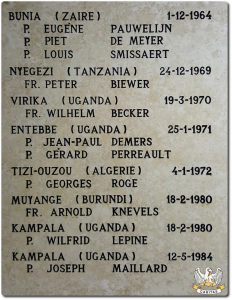 BUNIA (ZAIRE) 1-12-1964
P. EUGÉNE PAUWELIJN
P. PIET DE MEYER
P. LOUIS SMISSAERT
NYEGEZI (TANZANIA) 24-12-1969
FR. PETER BIEWER
VIRIKA (UGANDA) 19-3-1970
FR. WILHELM BECKER
ENTEBBE (UGANDA) 25-1-1971
P. JEAN-PAUL DEMERS
P. GÉRARD PERREAULT
TIZI-OUZOU (ALGERIE) 4-1-1972
P. GEORGES ROGE
MUYANGE (BURUNDI) 18-2-1980
FR. ARNOLD KNEVELS
KAMPALA (UGANDA) 18-2-1980
P. WILFRID LEPINE
KAMPALA (UGANDA) 12-5-1984
P. JOSEPH MAILLARD
CARITAS